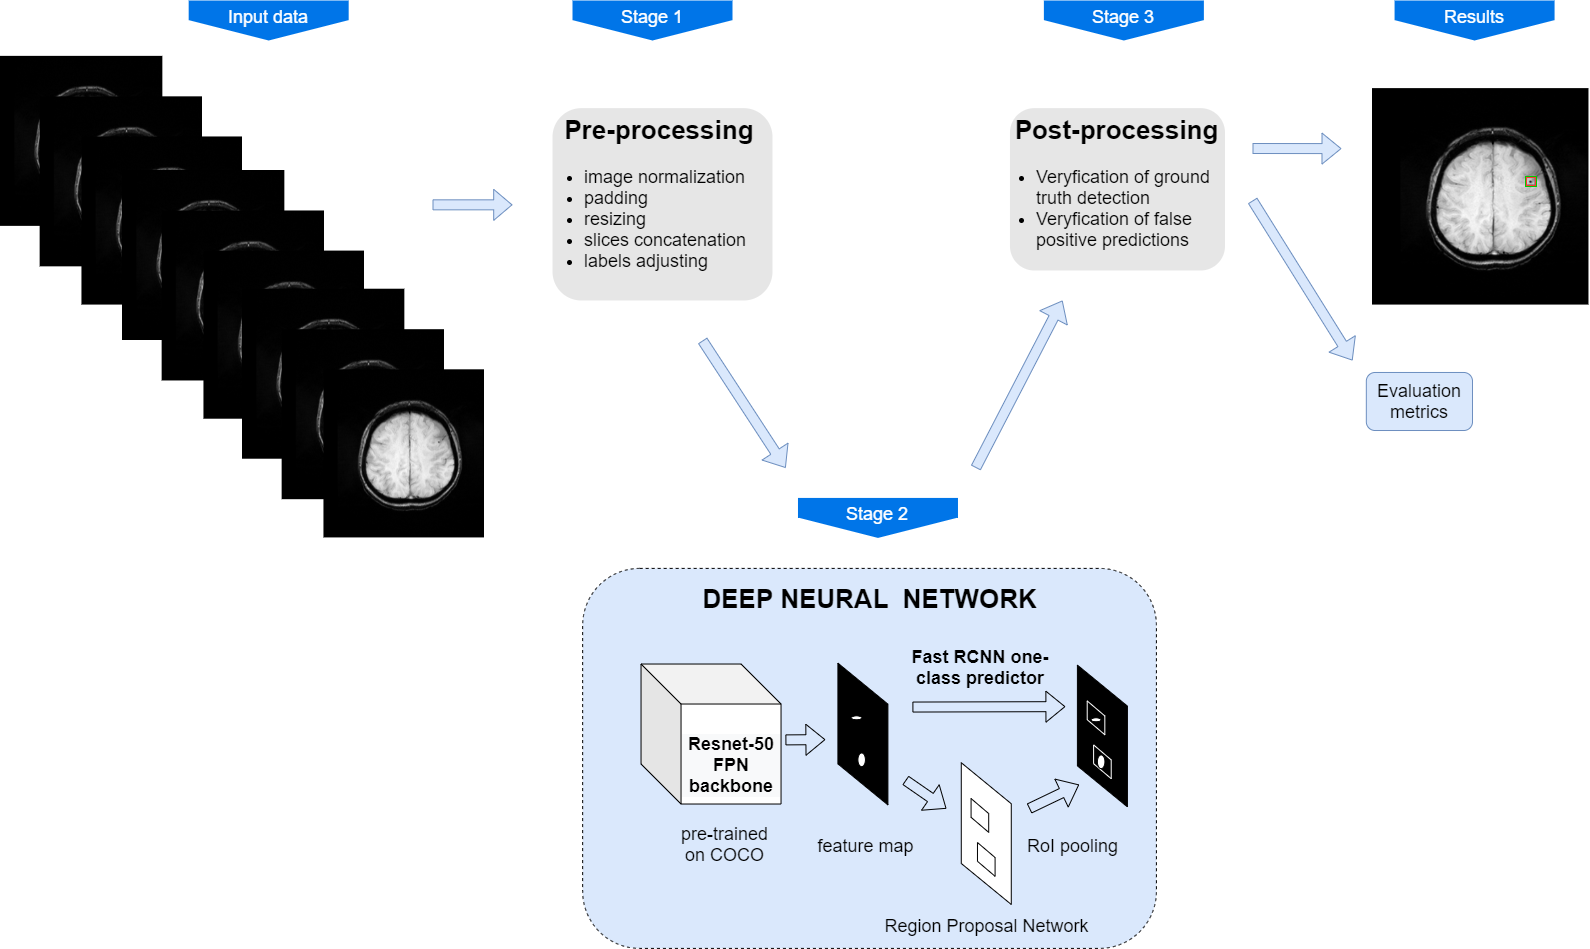 Input data
Stage 1
Stage 3
Results
Pre-processing
image normalization
padding
resizing
slices concatenation
labels adjusting
Post-processing
Veryfication of ground
truth detection
Veryfication of false
positive predictions
Evaluation
metrics
Stage 2
DEEP NEURAL NETWORK
Fast RCNN one-
class predictor
Resnet-50
FPN
backbone
pre-trained
on COCO
feature map
RoI pooling
Region Proposal Network